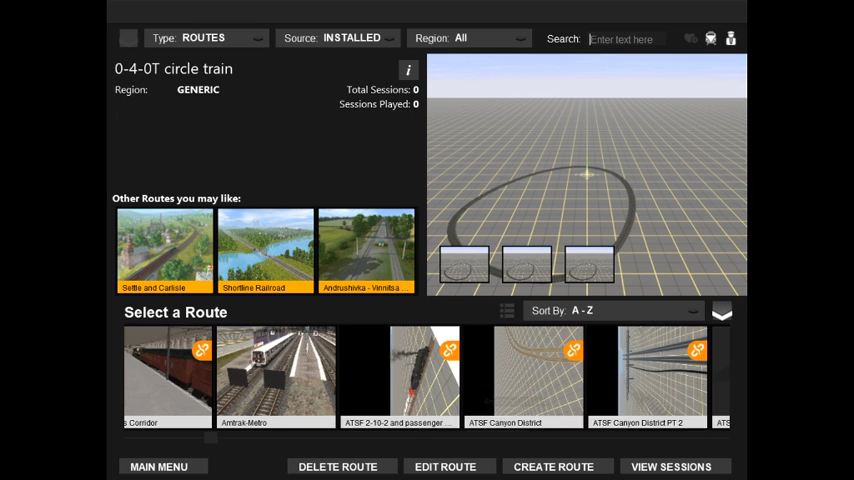 Type: ROUTES
Source: INSTALLED
Region: All
Search: Enter text here
0-4-0T circle train
i
Region: GENERIC
Total Sessions: 0
Sessions Played: 0
Other Routes you may like:
Settle and Carlisle
Shortline Railroad
Andrushivka - Vinnitsa ...
Select a Route
Sort By: A - Z
s Corridor
Amtrak-Metro
ATSF 2-10-2 and passenger ...
ATSF Canyon District
ATSF Canyon District PT 2
ATS
MAIN MENU
DELETE ROUTE
EDIT ROUTE
CREATE ROUTE
VIEW SESSIONS